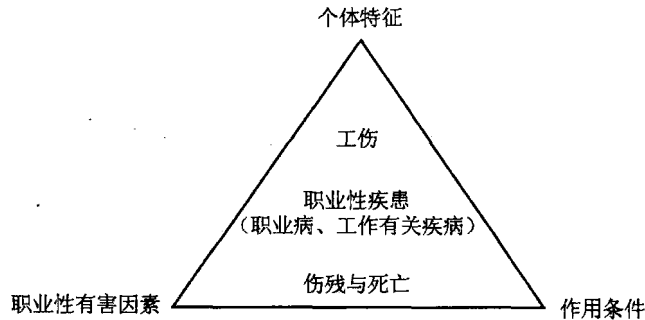 个体特征
工伤
职业性疾患
（职业病、工作有关疾病）
伤残与死亡
职业性有害因素
作用条件